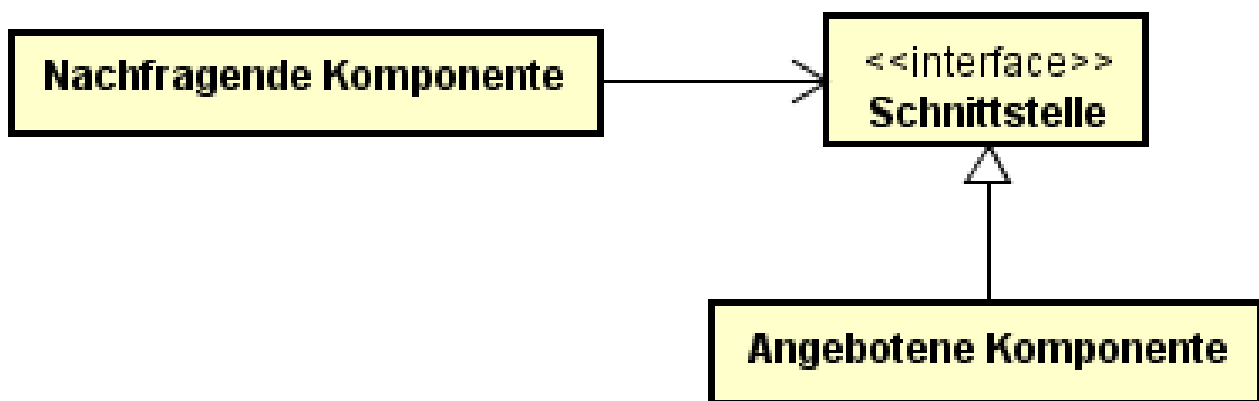 Nachfragende Komponente
<<interface>>
Schnittstelle
Angebotene Komponente